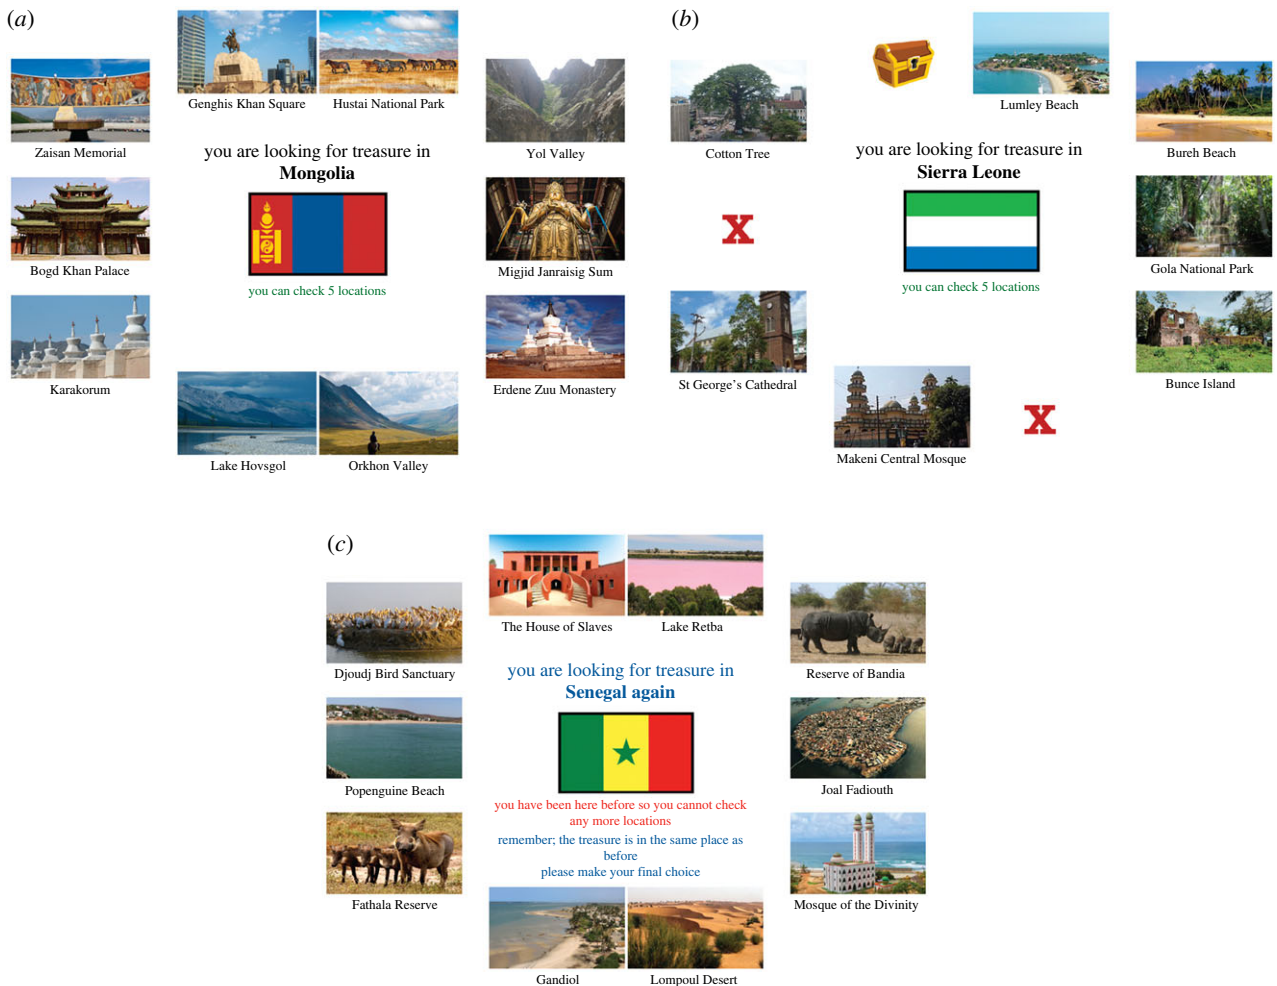 (a)
Genghis Khan Square
Hustai National Park
Zaisan Memorial
Yol Valley
you are looking for treasure in
Mongolia
Bogd Khan Palace
Migjid Janraisig Sum
you can check 5 locations
Karakorum
Erdene Zuu Monastery
Lake Hovsgol
Orkhon Valley
(b)
Lumley Beach
Cotton Tree
Bureh Beach
you are looking for treasure in
Sierra Leone
X
Gola National Park
you can check 5 locations
St George's Cathedral
Bunce Island
Makeni Central Mosque
X
(c)
The House of Slaves
Lake Retba
Djoudj Bird Sanctuary
Reserve of Bandia
you are looking for treasure in
Senegal again
Popenguine Beach
Joal Fadiouth
you have been here before so you cannot check
any more locations
remember; the treasure is in the same place as
before
please make your final choice
Fathala Reserve
Mosque of the Divinity
Gandiol
Lompoul Desert